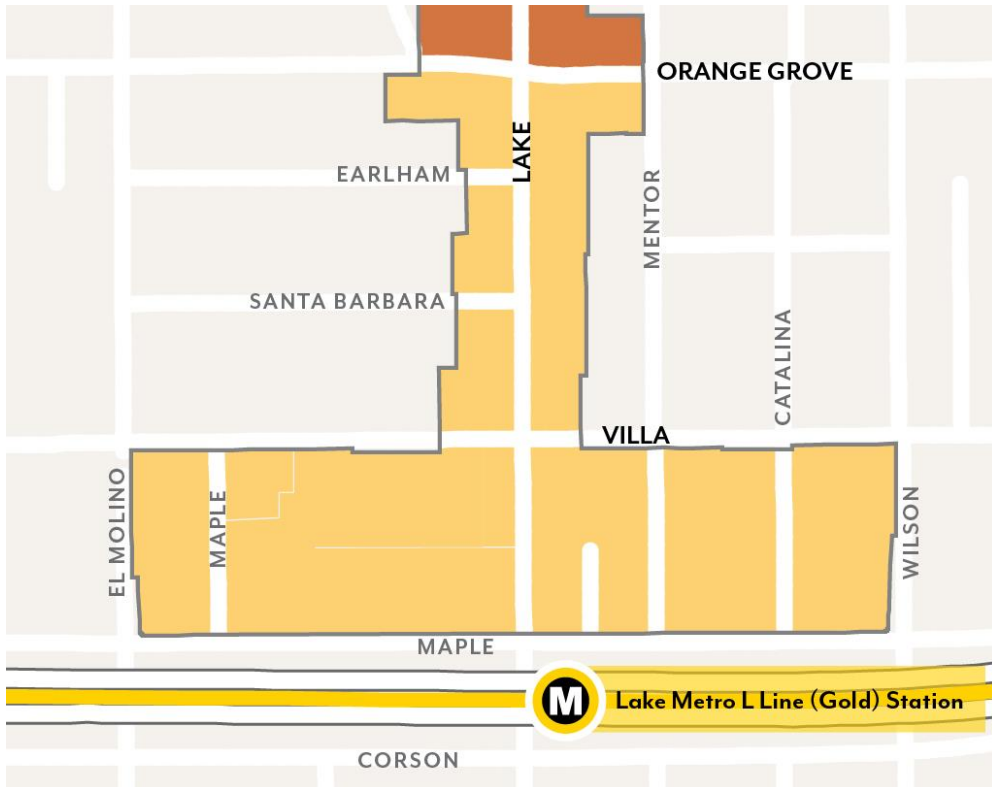 ORANGE GROVE
LAKE
EARLHAM
MENTOR
SANTA BARBARA
CATALINA
VILLA
EL MOLINO
MAPLE
WILSON
MAPLE
M Lake Metro L Line (Gold) Station
CORSON